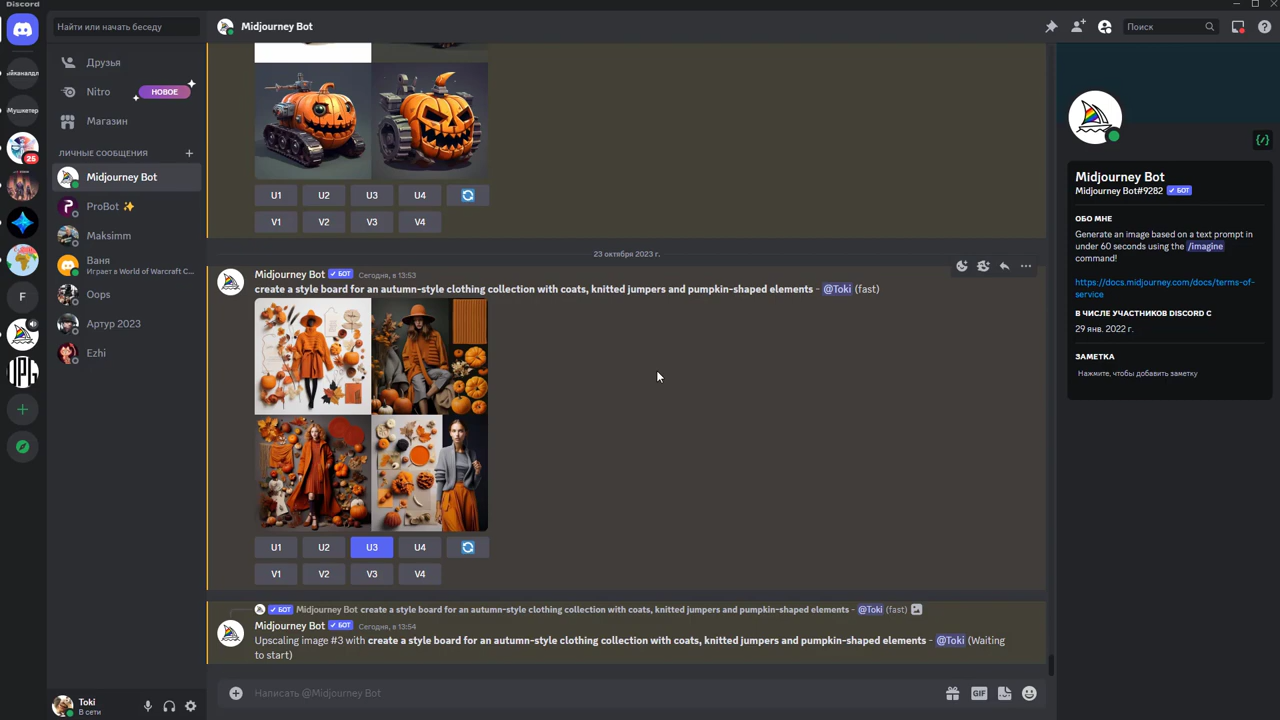 Discord
Найти или начать беседу
Midjourney Bot
Поиск
Друзья
Nitro
НОВОЕ
Магазин
ЛИЧНЫЕ СООБЩЕНИЯ
Midjourney Bot
ProBot ✨
Maksimm
Ваня
Играет в World of Warcraft C...
Oops
Артур 2023
Ezhi
Мушкетер
25
F
U1 U2 U3 U4
V1 V2 V3 V4
23 октября 2023 г.
Midjourney Bot ✓ БОТ Сегодня, в 13:53
create a style board for an autumn-style clothing collection with coats, knitted jumpers and pumpkin-shaped elements - @Toki (fast)
U1 U2 U3 U4
V1 V2 V3 V4
✓ БОТ Midjourney Bot create a style board for an autumn-style clothing collection with coats, knitted jumpers and pumpkin-shaped elements - @Toki (fast)
Midjourney Bot ✓ БОТ Сегодня, в 13:54
Upscaling image #3 with create a style board for an autumn-style clothing collection with coats, knitted jumpers and pumpkin-shaped elements - @Toki (Waiting
to start)
Написать @Midjourney Bot
GIF
Toki
В сети
Midjourney Bot
Midjourney Bot#9282 ✓ БОТ
ОБО МНЕ
Generate an image based on a text prompt in
under 60 seconds using the /imagine
command!
https://docs.midjourney.com/docs/terms-of-
service
В ЧИСЛЕ УЧАСТНИКОВ DISCORD С
29 янв. 2022 г.
ЗАМЕТКА
Нажмите, чтобы добавить заметку